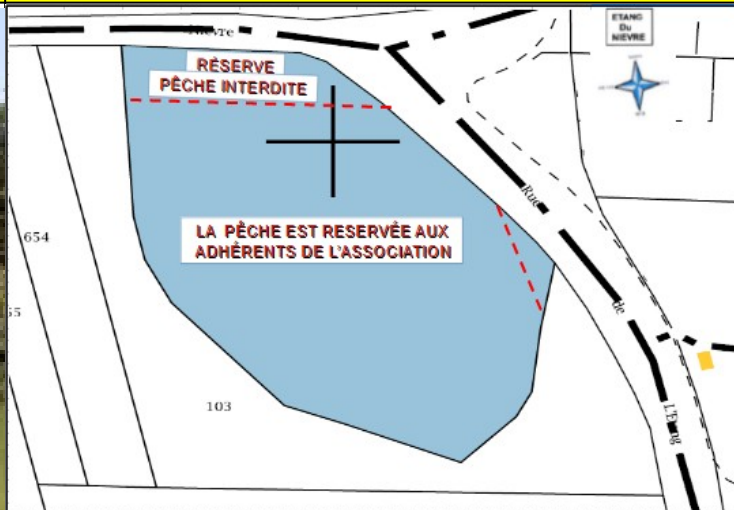 ETANG
Du
NIEVRE
Nièvre
RÉSERVE
PÊCHE INTERDITE
Rue
654
LA PÊCHE EST RESERVÉE AUX
ADHÉRENTS DE L'ASSOCIATION
de
103
L'Etang